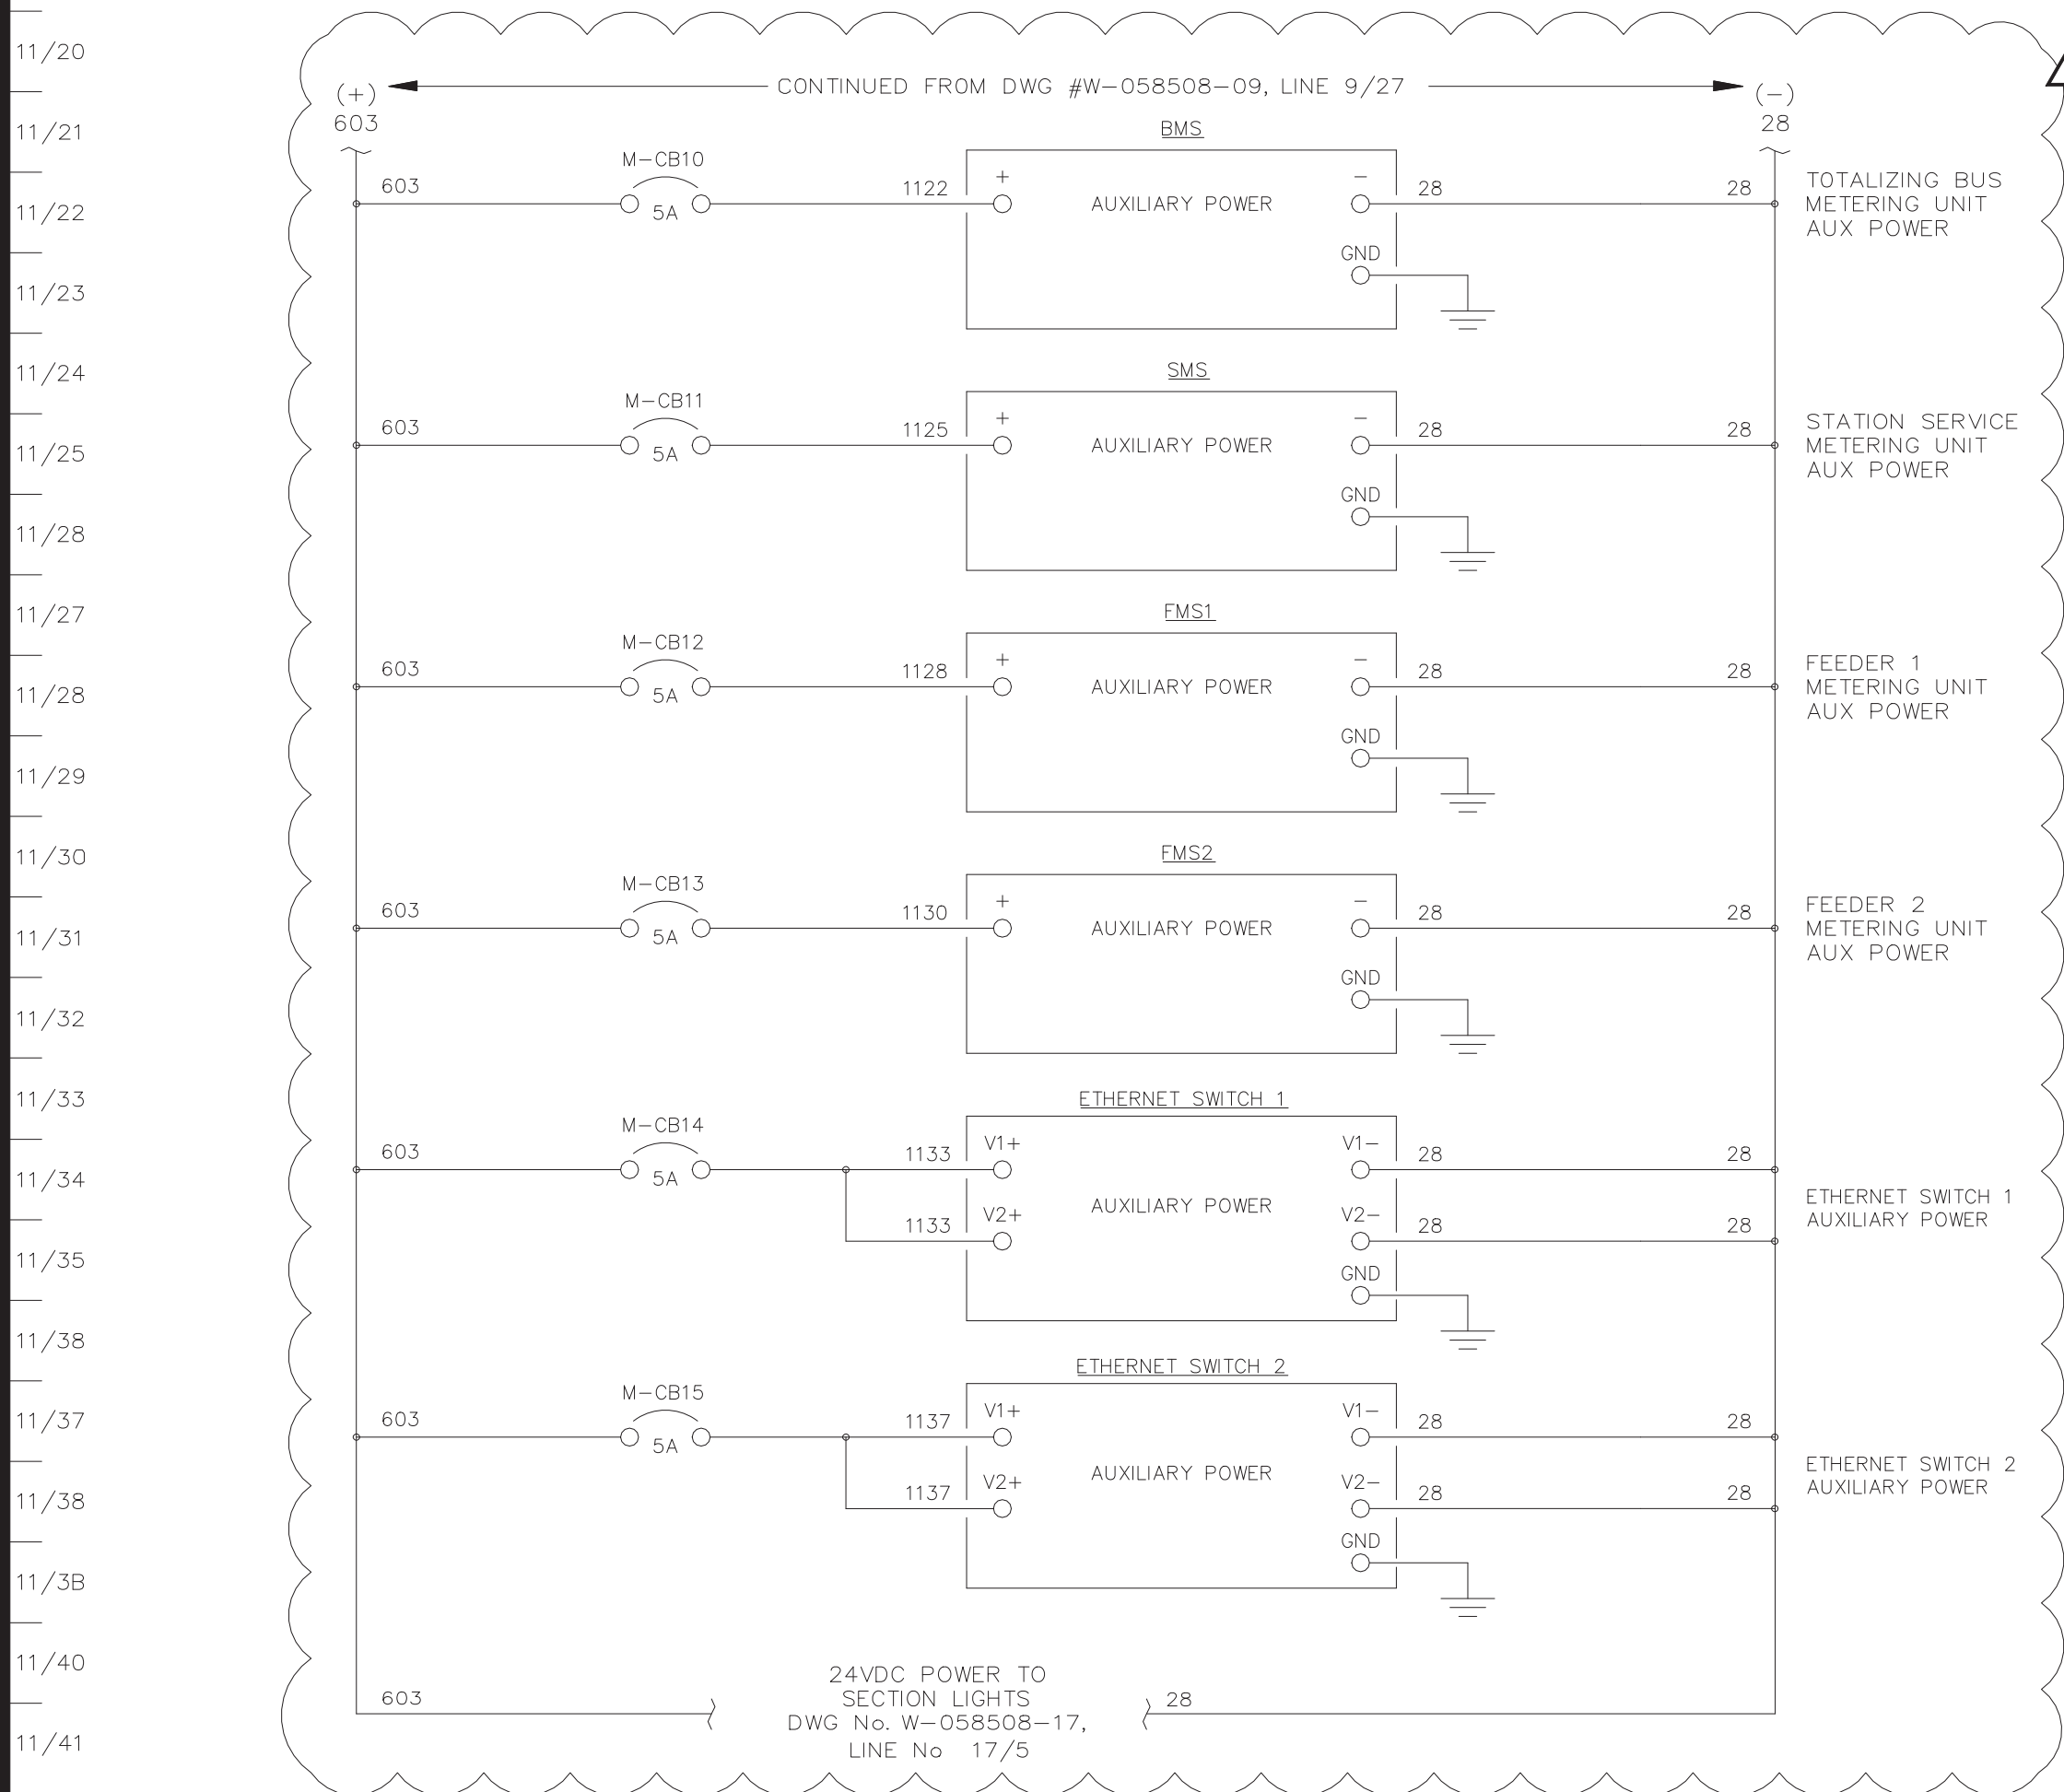 11/20
CONTINUED FROM DWG #W-058508-09, LINE 9/27
(+)
603
(-)
28
11/21
BMS
M-CB10
603
5A
1122
+
AUXILIARY POWER
-
28
28
TOTALIZING BUS
METERING UNIT
AUX POWER
11/22
GND
11/23
11/24
SMS
M-CB11
603
5A
1125
+
AUXILIARY POWER
-
28
28
STATION SERVICE
METERING UNIT
AUX POWER
11/25
GND
11/28
11/27
FMS1
M-CB12
603
5A
1128
+
AUXILIARY POWER
-
28
28
FEEDER 1
METERING UNIT
AUX POWER
11/28
GND
11/29
11/30
FMS2
M-CB13
603
5A
1130
+
AUXILIARY POWER
-
28
28
FEEDER 2
METERING UNIT
AUX POWER
11/31
GND
11/32
11/33
ETHERNET SWITCH 1
M-CB14
603
5A
1133
V1+
V1-
28
28
11/34
AUXILIARY POWER
1133
V2+
V2-
28
28
ETHERNET SWITCH 1
AUXILIARY POWER
11/35
GND
11/38
ETHERNET SWITCH 2
M-CB15
603
5A
1137
V1+
V1-
28
28
11/37
AUXILIARY POWER
1137
V2+
V2-
28
28
ETHERNET SWITCH 2
AUXILIARY POWER
11/38
GND
11/3B
11/40
603
24VDC POWER TO
SECTION LIGHTS
DWG No. W-058508-17,
LINE No 17/5
28
11/41